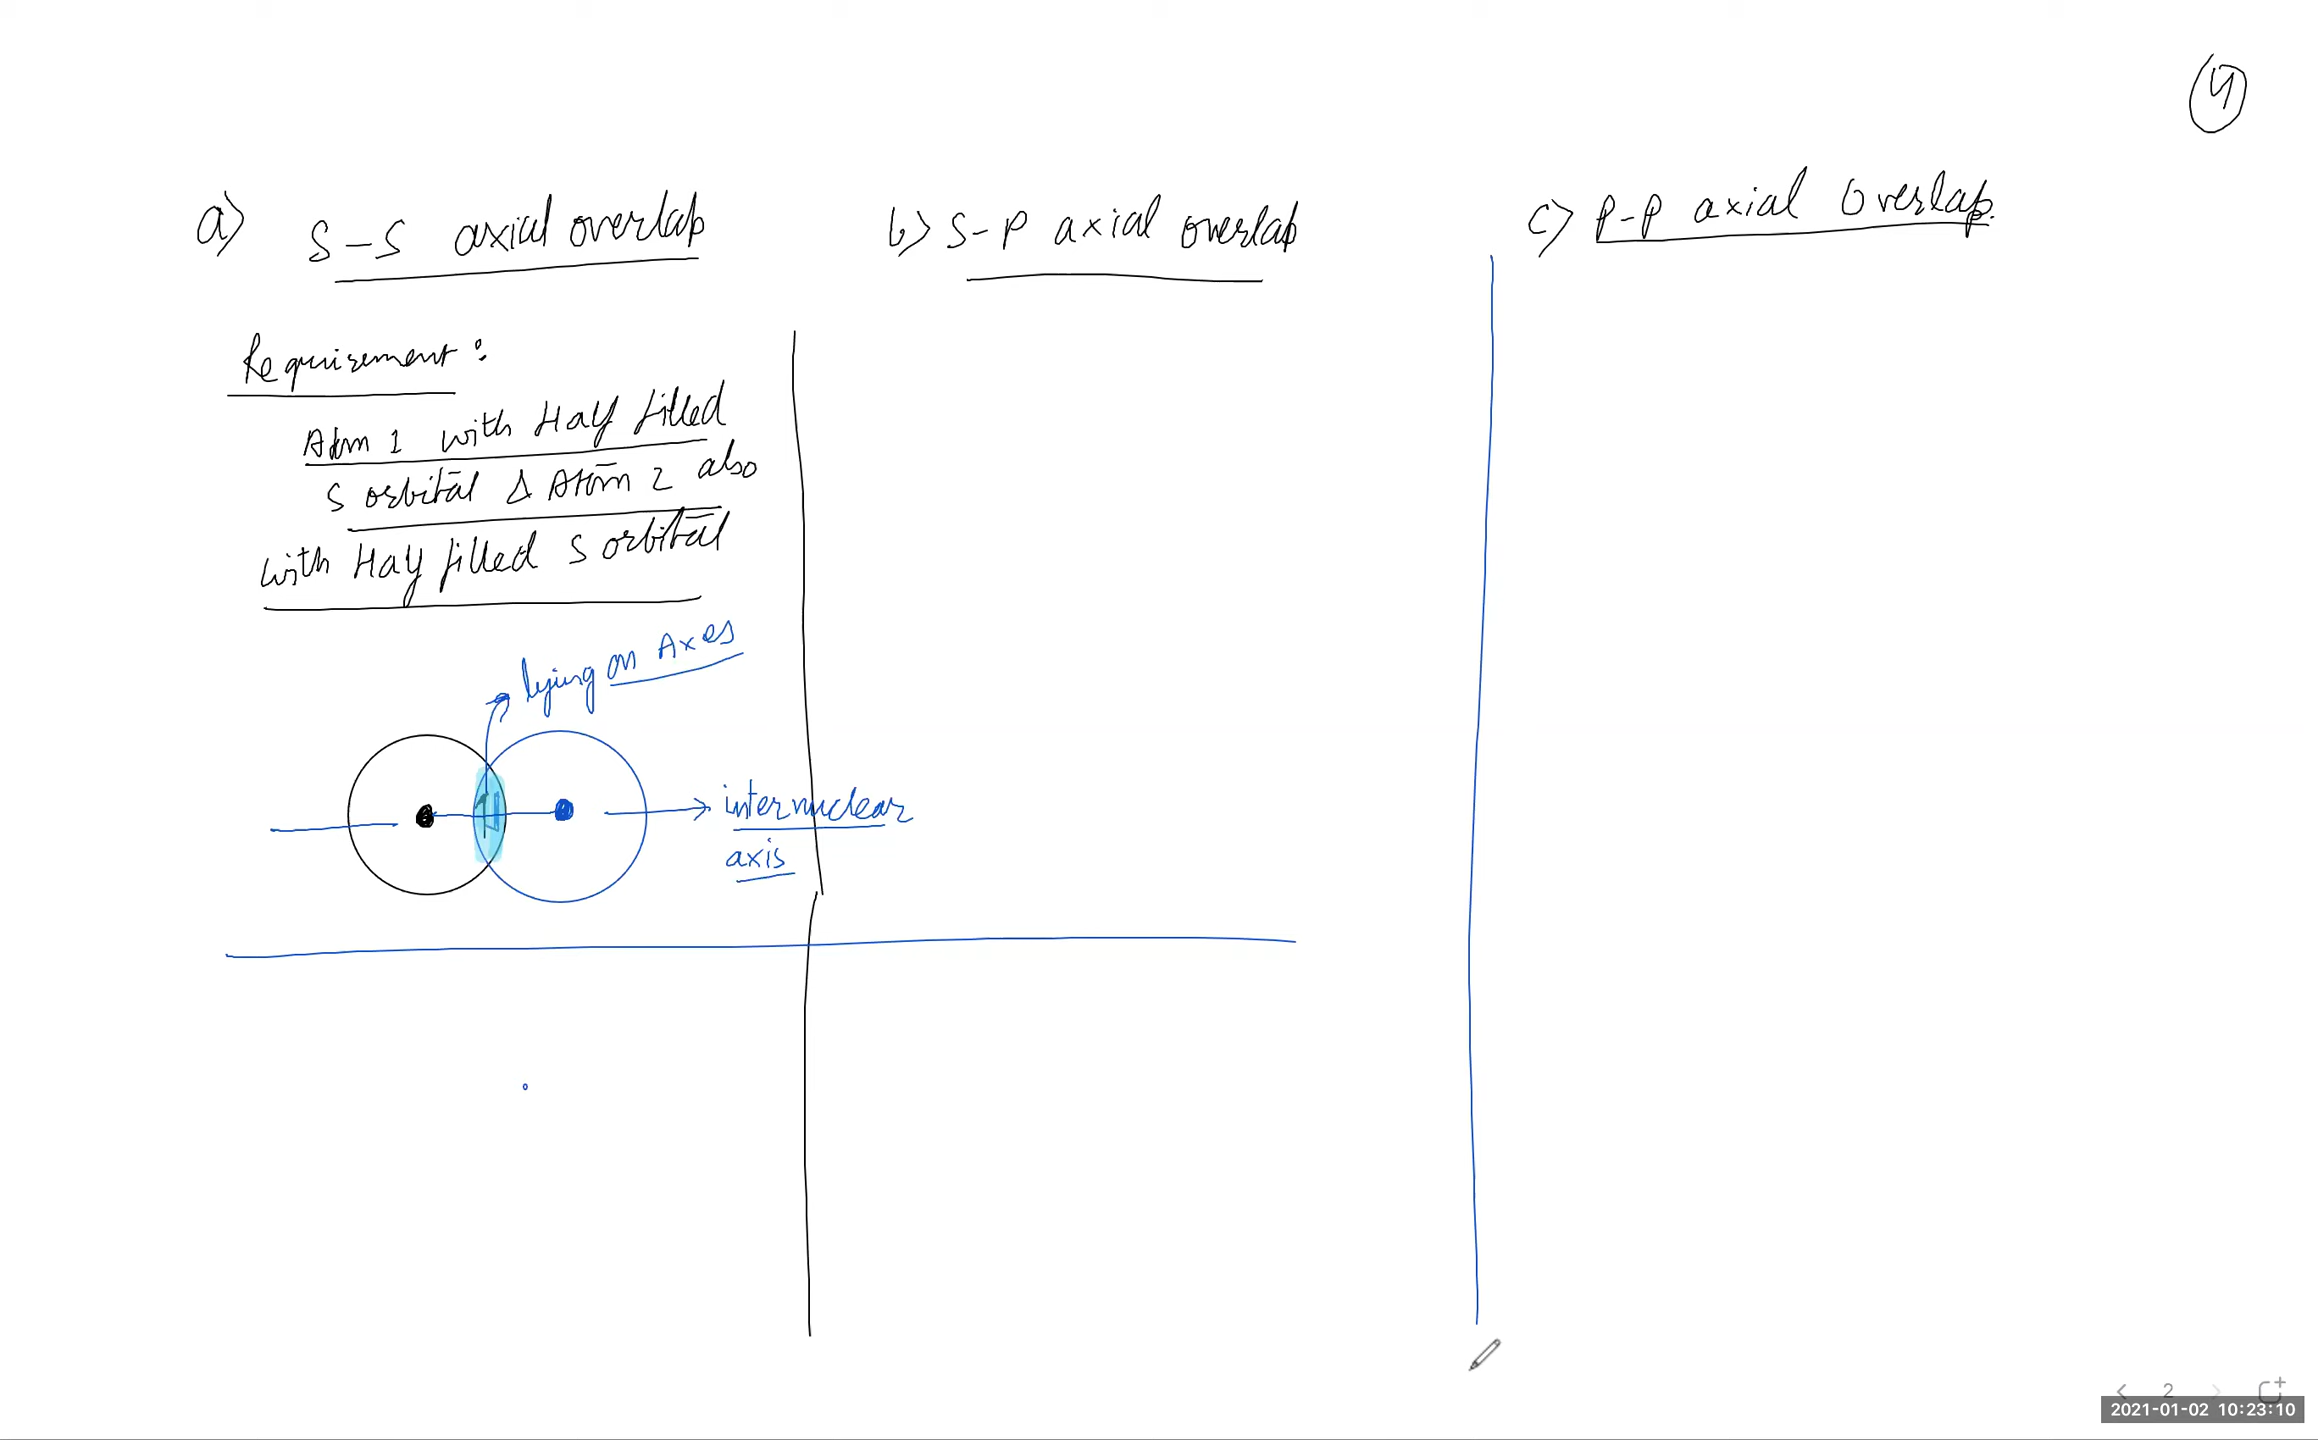 4
a) S-S axial overlap
b) S-P axial overlap
c) P-P axial overlap.
Requirement:
Atom 1 with Half filled
S orbital & Atom 2 also
with Half filled S orbital
lying on Axes
internuclear
axis
2
2021-01-02 10:23:10